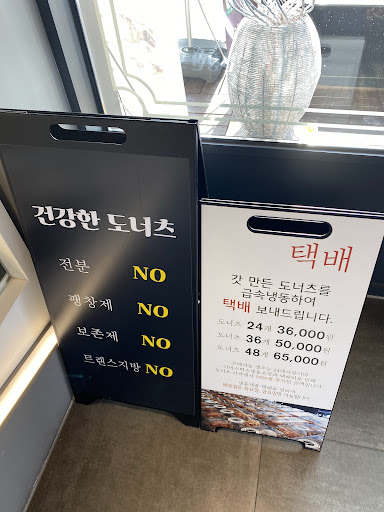 건강한 도너츠
전분 NO
팽창제 NO
보존제 NO
트랜스지방 NO
택배
갓 만든 도너츠를
급속냉동하여
택배 보내드립니다.
도너츠 24개 36,000원
도너츠 36개 50,000원
도너츠 48개 65,000원